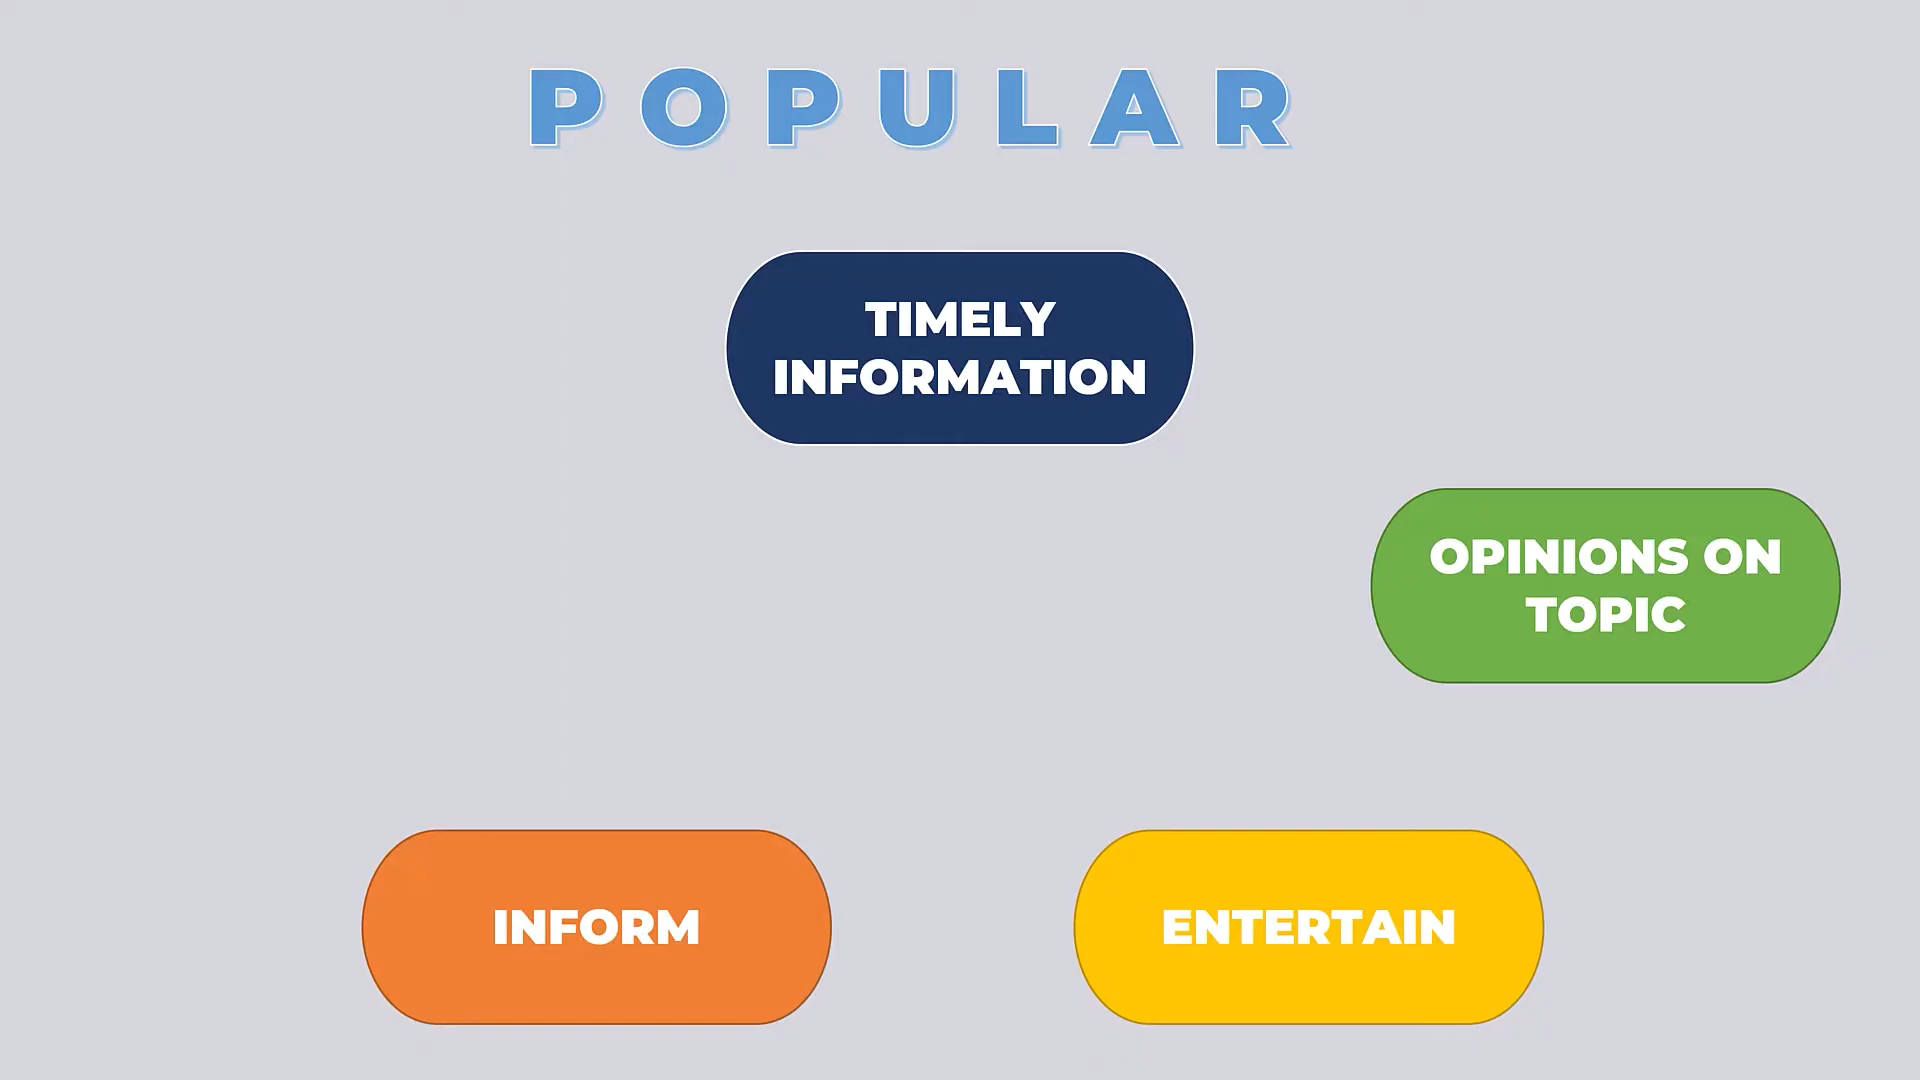 POPULAR
TIMELY
INFORMATION
OPINIONS ON
TOPIC
INFORM
ENTERTAIN